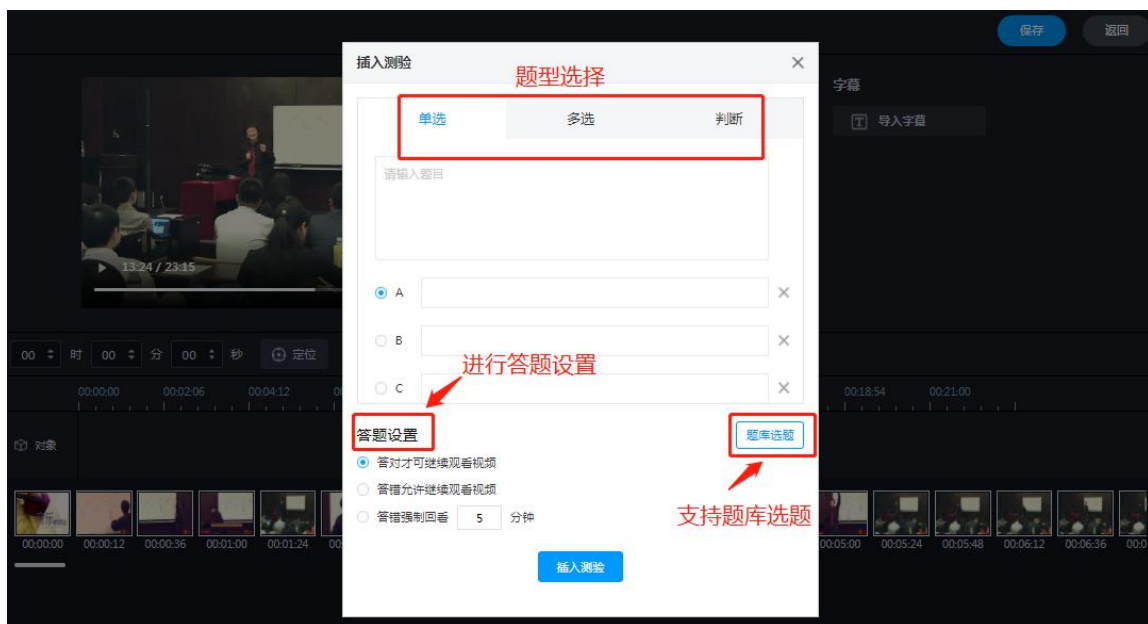 保存 返回
插入测验
题型选择
字幕
单选 多选 判断
导入字幕
请输入题目
13:24 / 23:15
A
B
00 时 00 分 00 秒 定位
进行答题设置
C
00:00:00 00:02:06 00:04:12 00:18:54 00:21:00
答题设置 题库选题
对象
答对才可继续观看视频
答错允许继续观看视频
答错强制回看 5 分钟
支持题库选题
00:00:00 00:00:12 00:00:36 00:01:00 00:01:24 00:05:00 00:05:24 00:05:48 00:06:12 00:06:36
插入测验